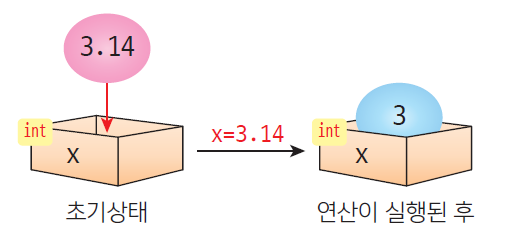 3.14
int
x
x=3.14
int
3
x
초기상태
연산이 실행된 후